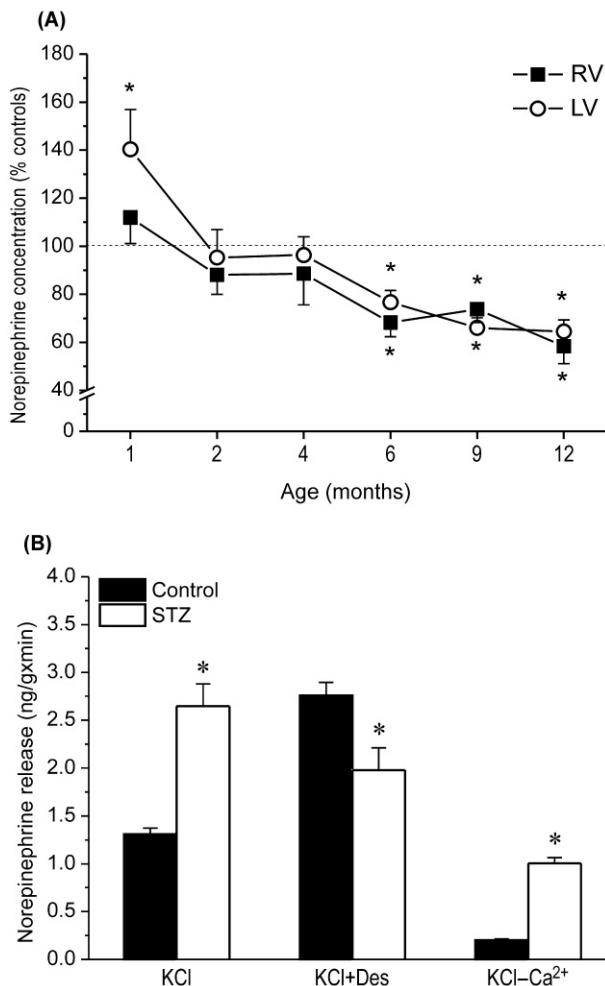 (A)
Norepinephrine concentration (% controls)
180
160
140
120
100
80
60
40
0
*
*
*
*
*
*
*
RV
LV
1 2 4 6 9 12
Age (months)
(B)
Norepinephrine release (ng/gxmin)
4.0
3.5
3.0
2.5
2.0
1.5
1.0
0.5
0.0
Control
STZ
*
*
*
KCl KCl+Des KCl–Ca²⁺